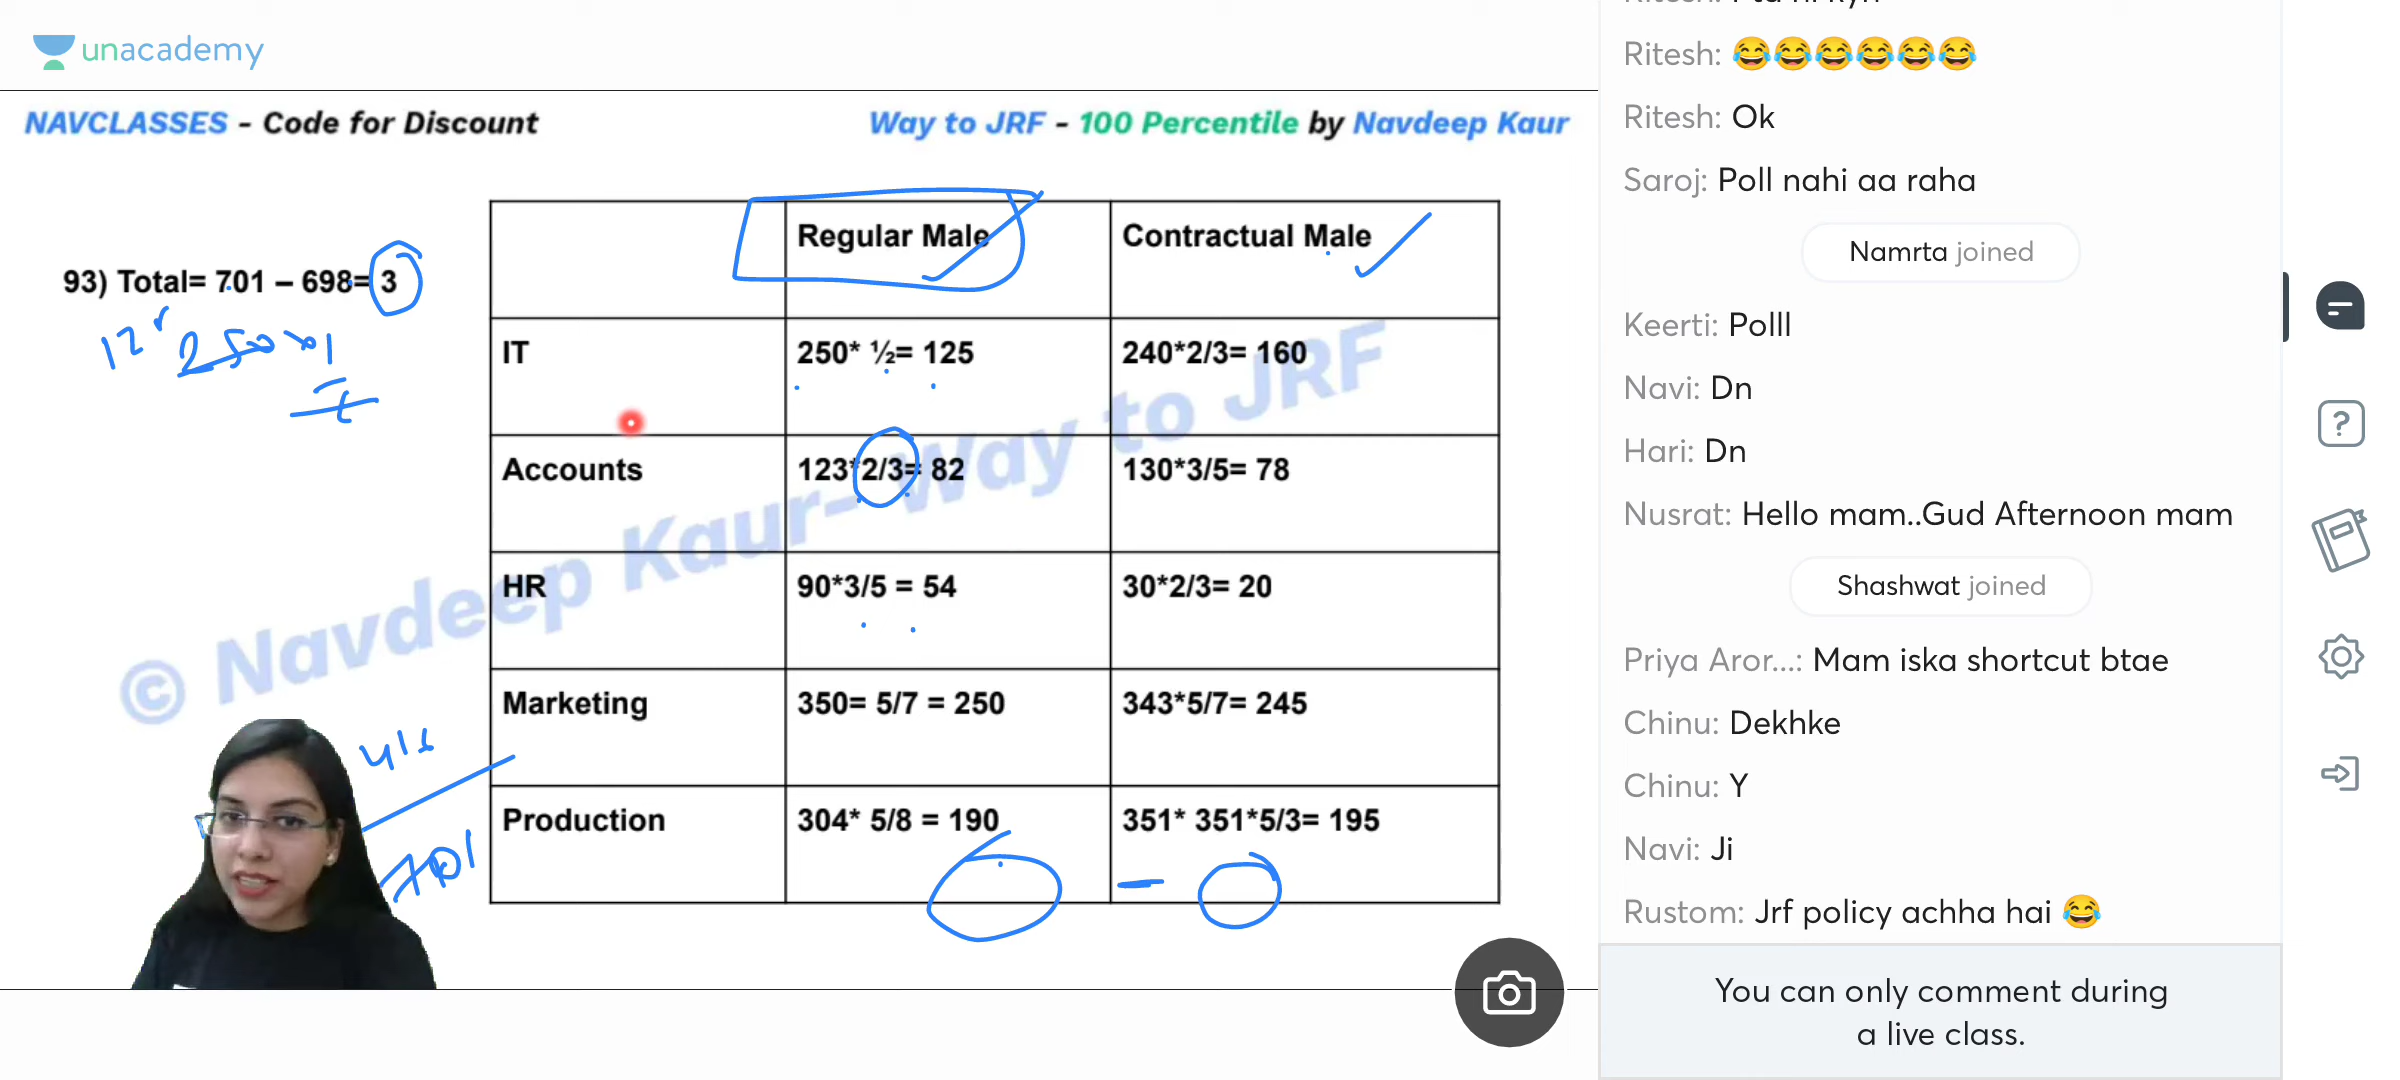 unacademy
NAVCLASSES - Code for Discount
Way to JRF - 100 Percentile by Navdeep Kaur
93) Total= 701 – 698= 3
Regular Male
Contractual Male
IT
250* ½= 125
240*2/3= 160
Accounts
123*2/3= 82
130*3/5= 78
HR
90*3/5 = 54
30*2/3= 20
Marketing
350= 5/7 = 250
343*5/7= 245
Production
304* 5/8 = 190
351* 351*5/3= 195
701
© Navdeep Kaur– Way to JRF
Ritesh: 😂😂😂😂😂😂
Ritesh: Ok
Saroj: Poll nahi aa raha
Namrta joined
Keerti: Polll
Navi: Dn
Hari: Dn
Nusrat: Hello mam..Gud Afternoon mam
Shashwat joined
Priya Aror...: Mam iska shortcut btae
Chinu: Dekhke
Chinu: Y
Navi: Ji
Rustom: Jrf policy achha hai 😂
You can only comment during
a live class.